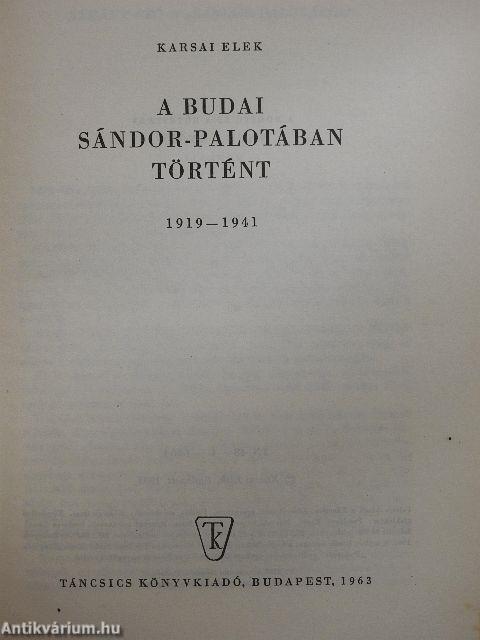 KARSAI ELEK
A BUDAI
SÁNDOR-PALOTÁBAN
TÖRTÉNT
1919—1941
TK
TÁNCSICS KÖNYVKIADÓ, BUDAPEST, 1963
Antikvárium.hu